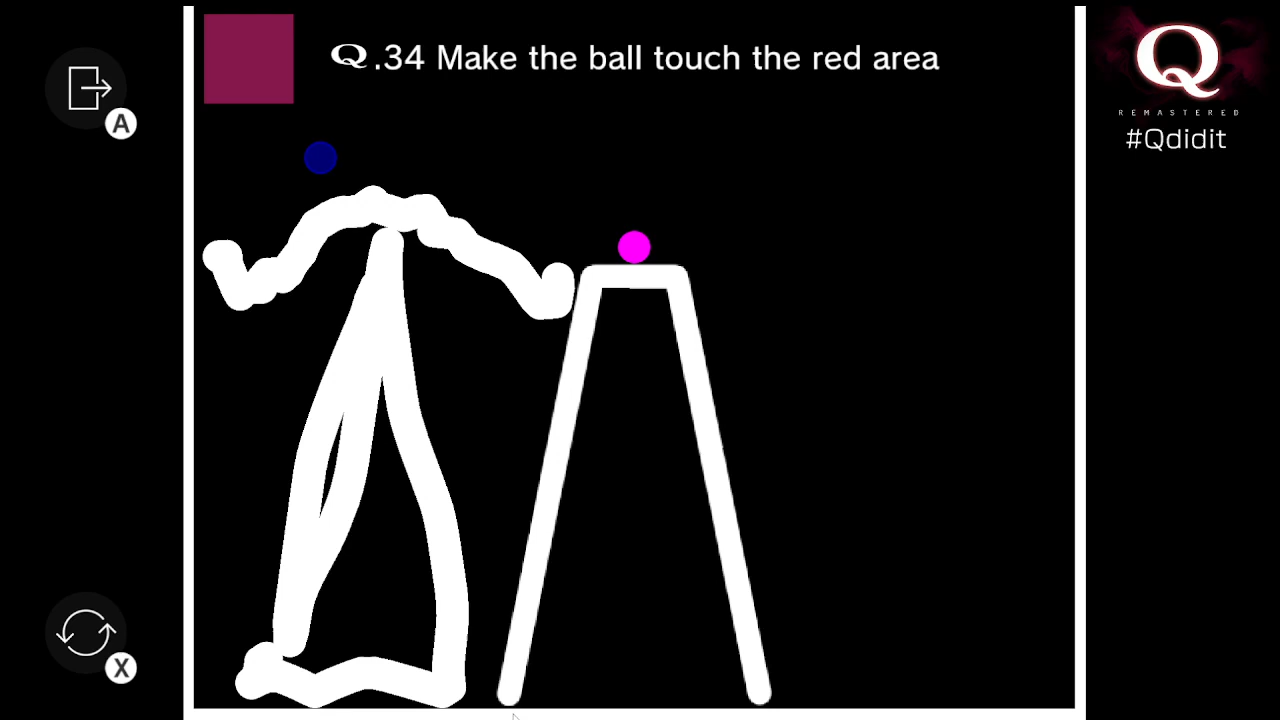 Q.34 Make the ball touch the red area
A
Q
REMASTERED
#Qdidit
X